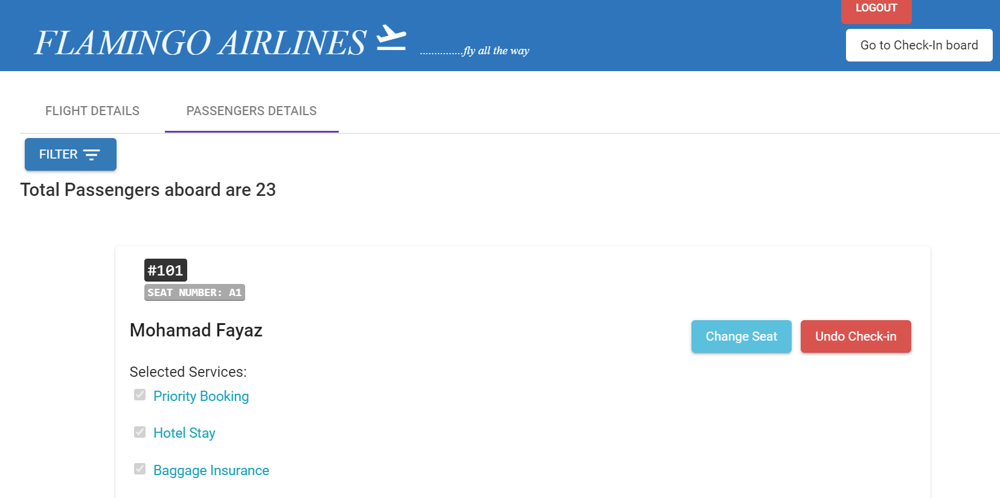 LOGOUT
FLAMINGO AIRLINES ...............fly all the way
Go to Check-In board
FLIGHT DETAILS PASSENGERS DETAILS
FILTER
Total Passengers aboard are 23
#101
SEAT NUMBER: A1
Mohamad Fayaz
Change Seat Undo Check-in
Selected Services:
Priority Booking
Hotel Stay
Baggage Insurance